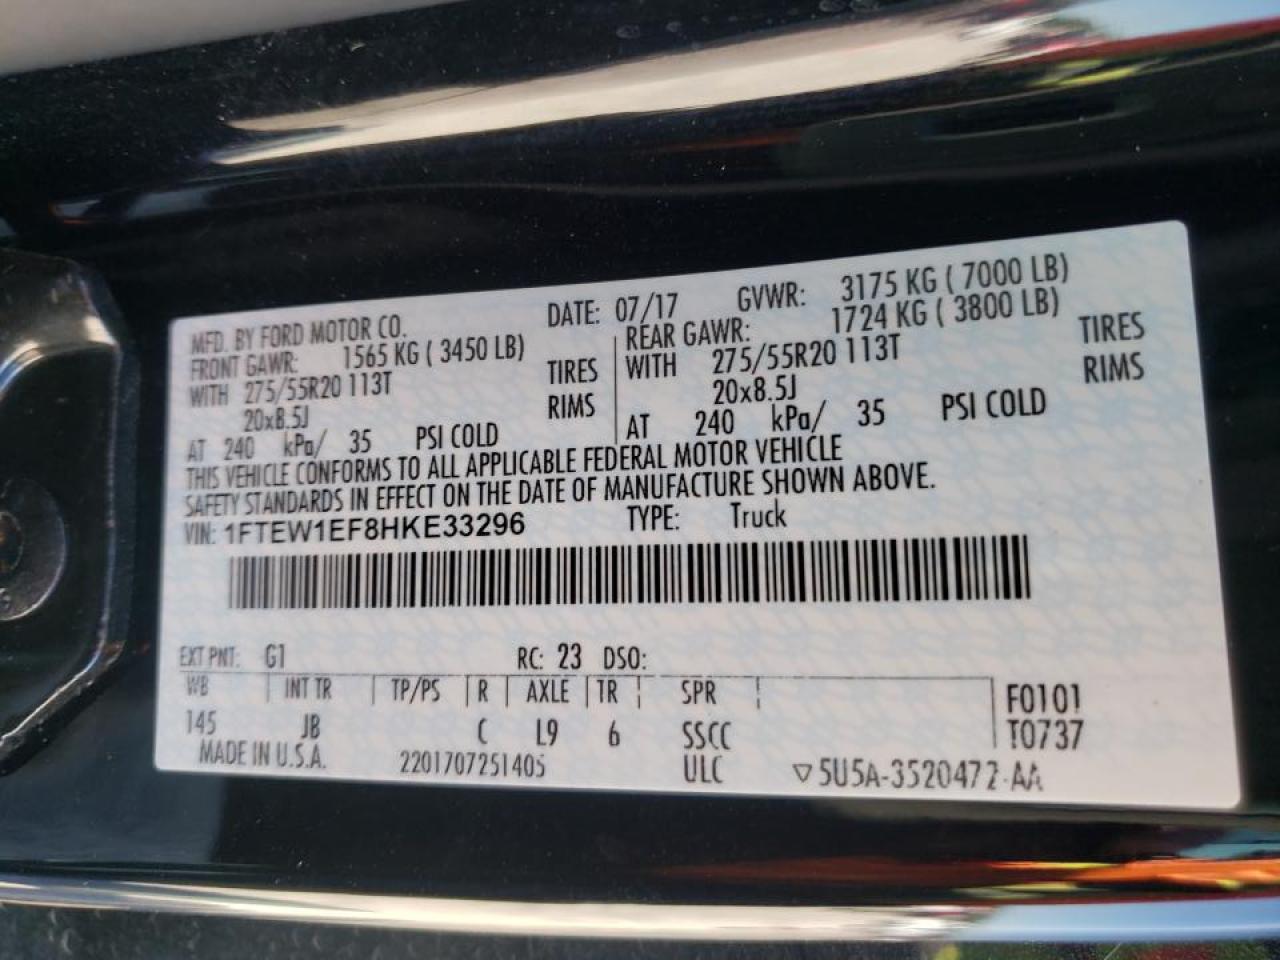 MFD. BY FORD MOTOR CO. DATE: 07/17 GVWR: 3175 KG ( 7000 LB)
FRONT GAWR: 1565 KG ( 3450 LB) REAR GAWR: 1724 KG ( 3800 LB)
WITH 275/55R20 113T TIRES WITH 275/55R20 113T TIRES
20x8.5J RIMS 20x8.5J RIMS
AT 240 kPa/ 35 PSI COLD AT 240 kPa/ 35 PSI COLD
THIS VEHICLE CONFORMS TO ALL APPLICABLE FEDERAL MOTOR VEHICLE
SAFETY STANDARDS IN EFFECT ON THE DATE OF MANUFACTURE SHOWN ABOVE.
VIN: 1FTEW1EF8HKE33296 TYPE: Truck
EXT PNT: G1 RC: 23 DSO:
WB INT TR TP/PS R AXLE TR SPR F0101
145 JB C L9 6 SSCC T0737
MADE IN U.S.A. 2201707251405 ULC ▽5U5A-3520472-AA